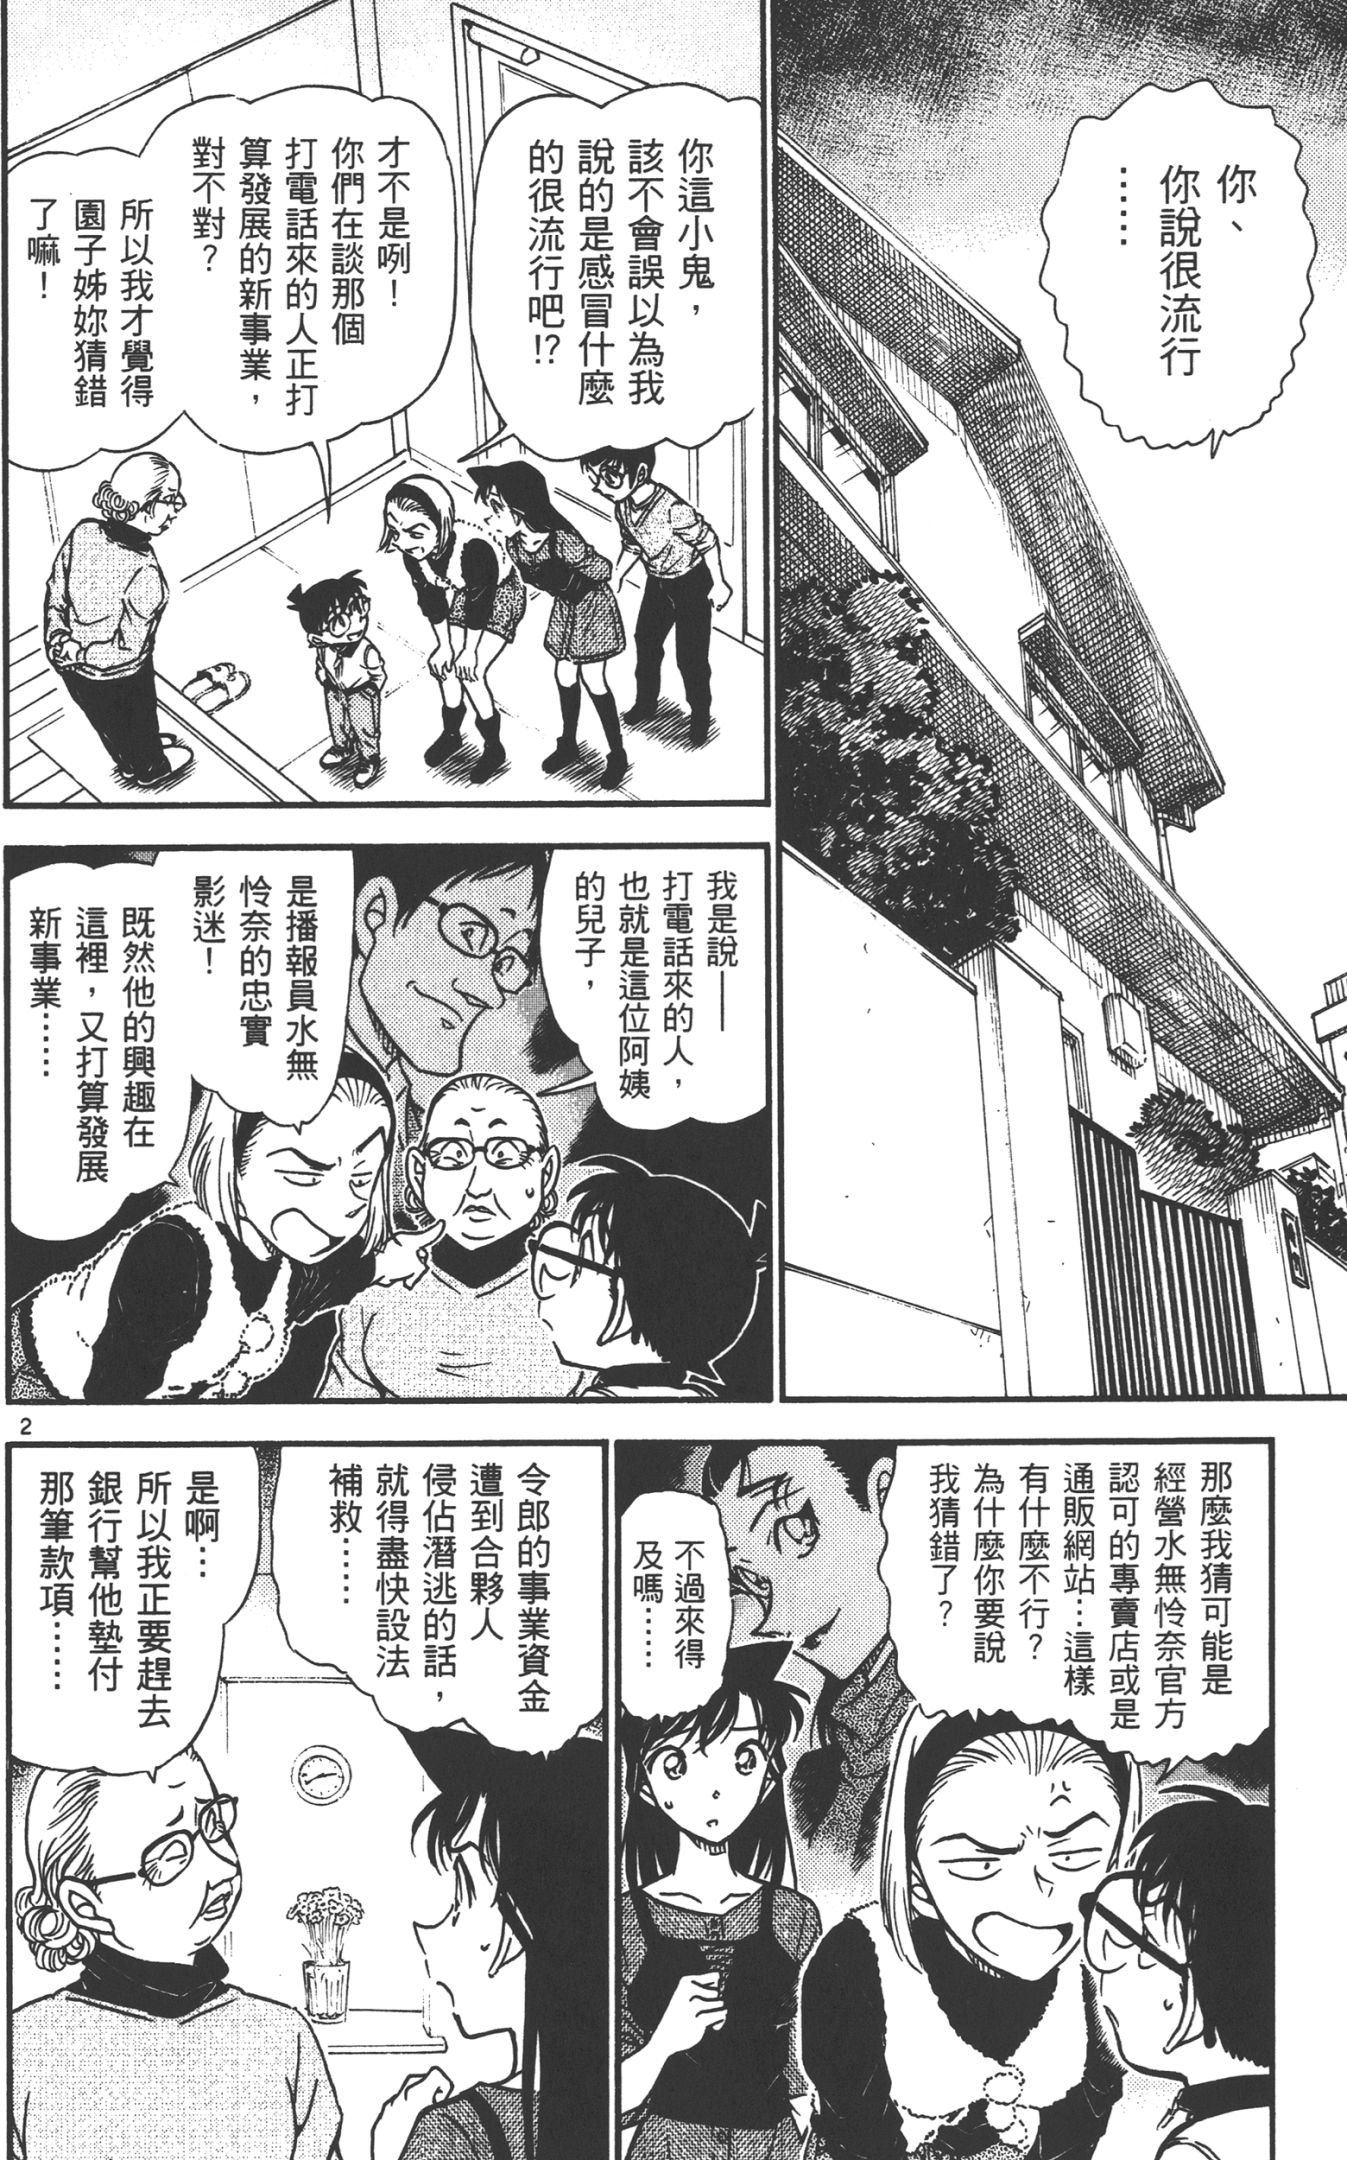 你、
你說很流行
……
你這小鬼，
該不會誤以為我
說的是感冒什麼
的很流行吧!?
才不是咧！
你們在談那個
打電話來的人正打
算發展的新事業，
對不對？
所以我才覺得
園子姊妳猜錯
了嘛！
我是說——
打電話來的人，
也就是這位阿姨
的兒子，
是播報員水無
怜奈的忠實
影迷！
既然他的興趣在
這裡，又打算發展
新事業……
那麼我猜可能是
經營水無怜奈官方
認可的專賣店或是
通販網站…這樣
有什麼不行？
為什麼你要說
我猜錯了？
不過來得
及嗎……
令郎的事業資金
遭到合夥人
侵佔潛逃的話，
就得盡快設法
補救……
是啊…
所以我正要趕去
銀行幫他墊付
那筆款項……
2